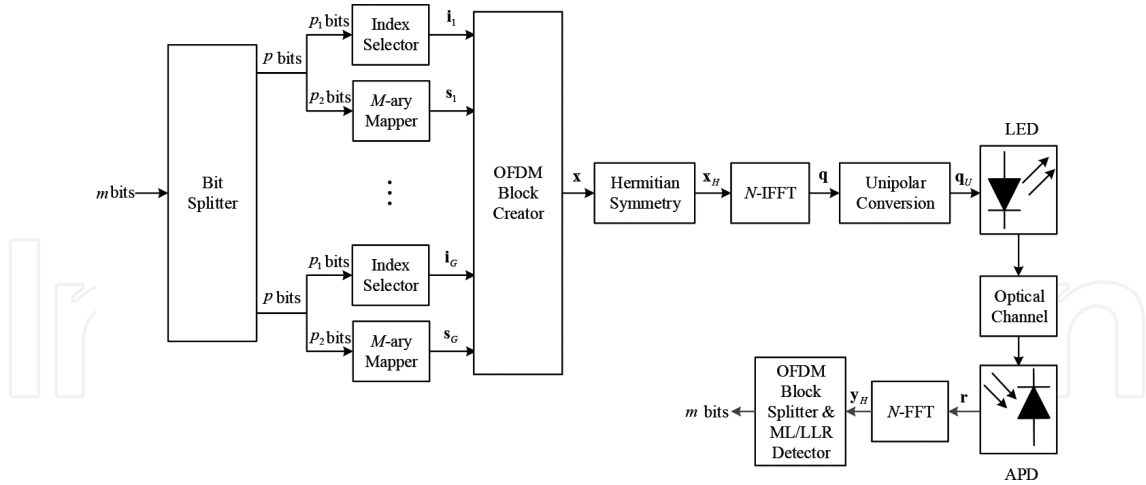 m bits
Bit
Splitter
p bits
p₁ bits
Index
Selector
i₁
p₂ bits
M-ary
Mapper
s₁
⋮
p bits
p₁ bits
Index
Selector
i_G
p₂ bits
M-ary
Mapper
s_G
OFDM
Block
Creator
x
Hermitian
Symmetry
x_H
N-IFFT
q
Unipolar
Conversion
q_U
LED
Optical
Channel
APD
r
N-FFT
y_H
OFDM
Block
Splitter &
ML/LLR
Detector
m bits